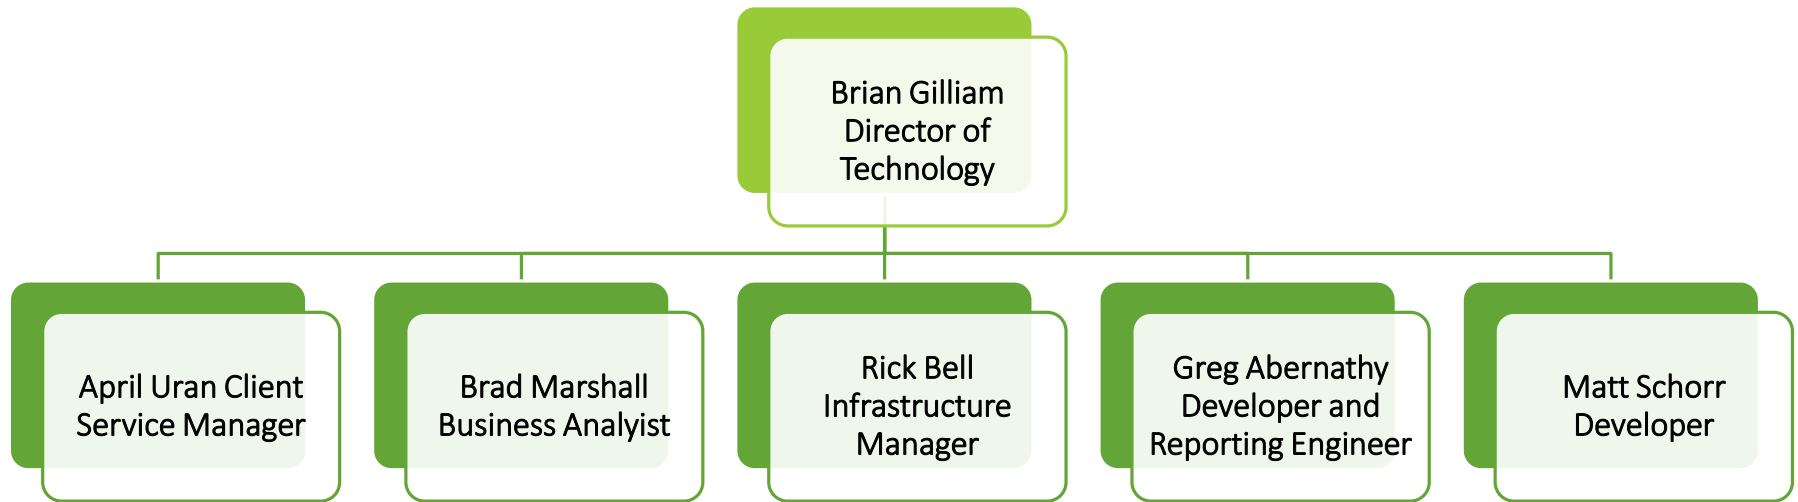 Brian Gilliam
Director of
Technology
April Uran Client
Service Manager
Brad Marshall
Business Analyist
Rick Bell
Infrastructure
Manager
Greg Abernathy
Developer and
Reporting Engineer
Matt Schorr
Developer